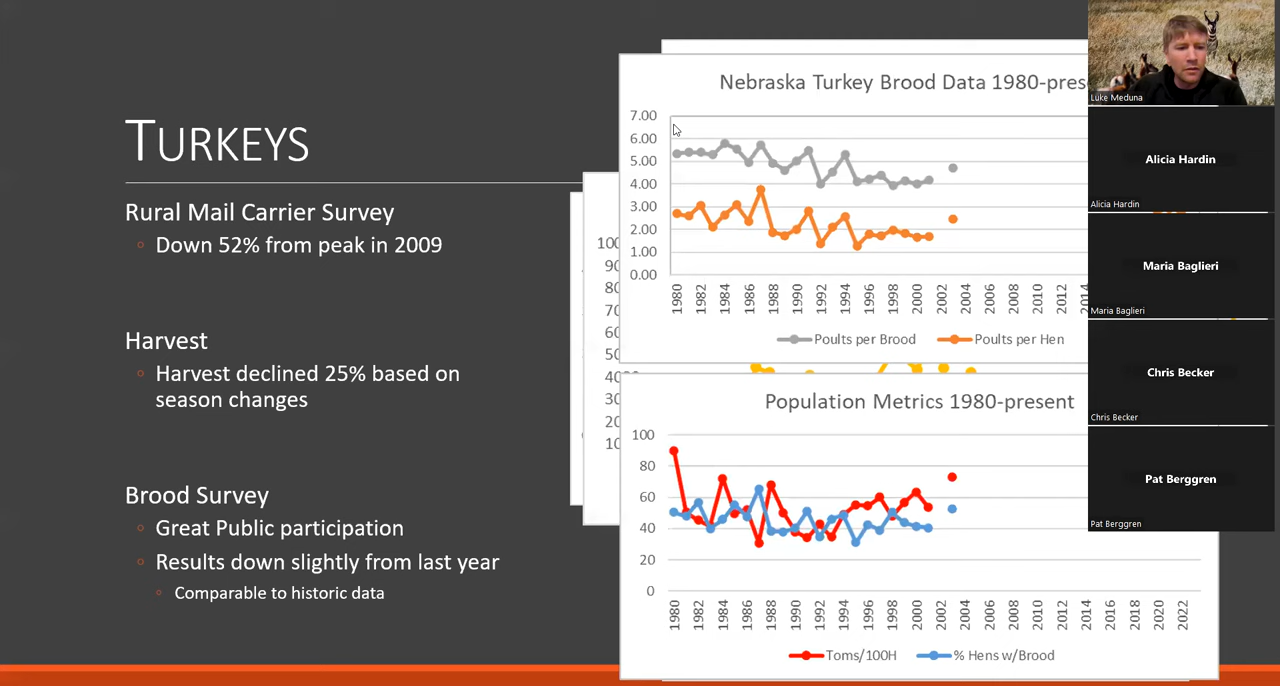 TURKEYS
Rural Mail Carrier Survey
Down 52% from peak in 2009
Harvest
Harvest declined 25% based on
season changes
Brood Survey
Great Public participation
Results down slightly from last year
Comparable to historic data
Nebraska Turkey Brood Data 1980-pres
7.00
6.00
5.00
4.00
3.00
2.00
1.00
0.00
1980 1982 1984 1986 1988 1990 1992 1994 1996 1998 2000 2002 2004 2006 2008 2010 2012
Poults per Brood Poults per Hen
Population Metrics 1980-present
100
80
60
40
20
0
1980 1982 1984 1986 1988 1990 1992 1994 1996 1998 2000 2002 2004 2006 2008 2010 2012 2014 2016 2018 2020 2022
Toms/100H % Hens w/Brood
Luke Meduna
Alicia Hardin
Alicia Hardin
Maria Baglieri
Maria Baglieri
Chris Becker
Chris Becker
Pat Berggren
Pat Berggren